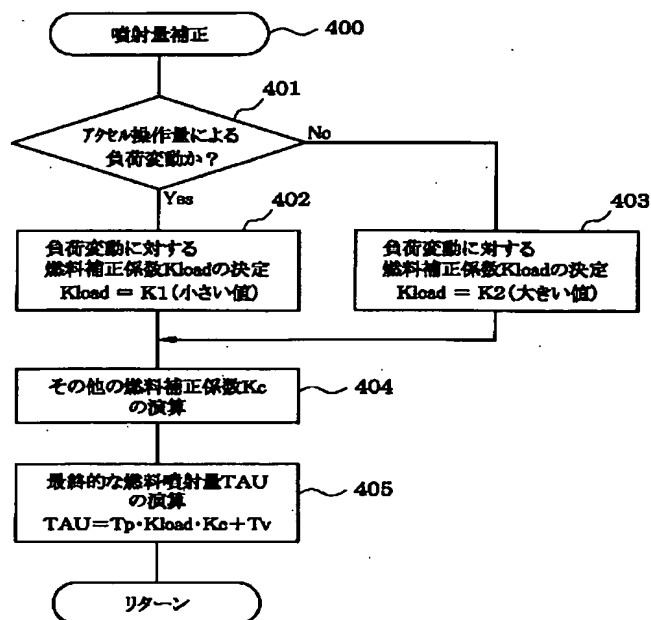 噴射量補正
400
401
アクセル操作量による
負荷変動か？
No
Yes
402
負荷変動に対する
燃料補正係数Kloadの決定
Kload = K1(小さい値)
403
負荷変動に対する
燃料補正係数Kloadの決定
Kload = K2(大きい値)
その他の燃料補正係数Kc
の演算
404
最終的な燃料噴射量TAU
の演算
TAU=Tp・Kload・Kc+Tv
405
リターン